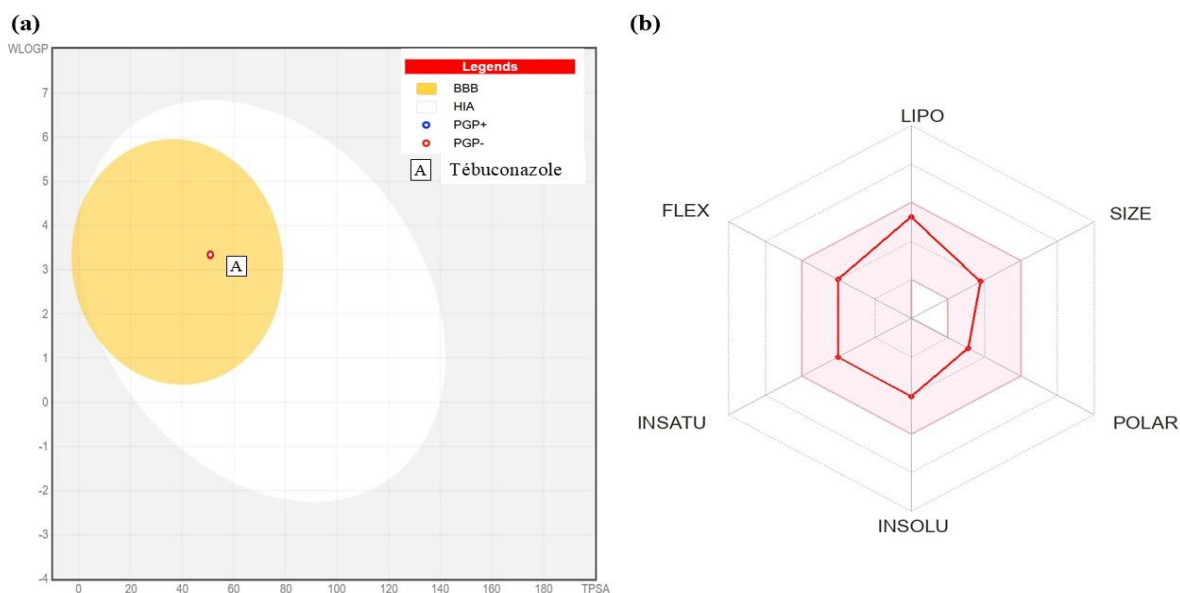 (a)
(b)
WLOGP
7
6
5
4
3
2
1
0
-1
-2
-3
-4
0
20
40
60
80
100
120
140
160
180
TPSA
Legends
BBB
HIA
PGP+
PGP-
A Tébuconazole
A
LIPO
FLEX
SIZE
INSATU
POLAR
INSOLU